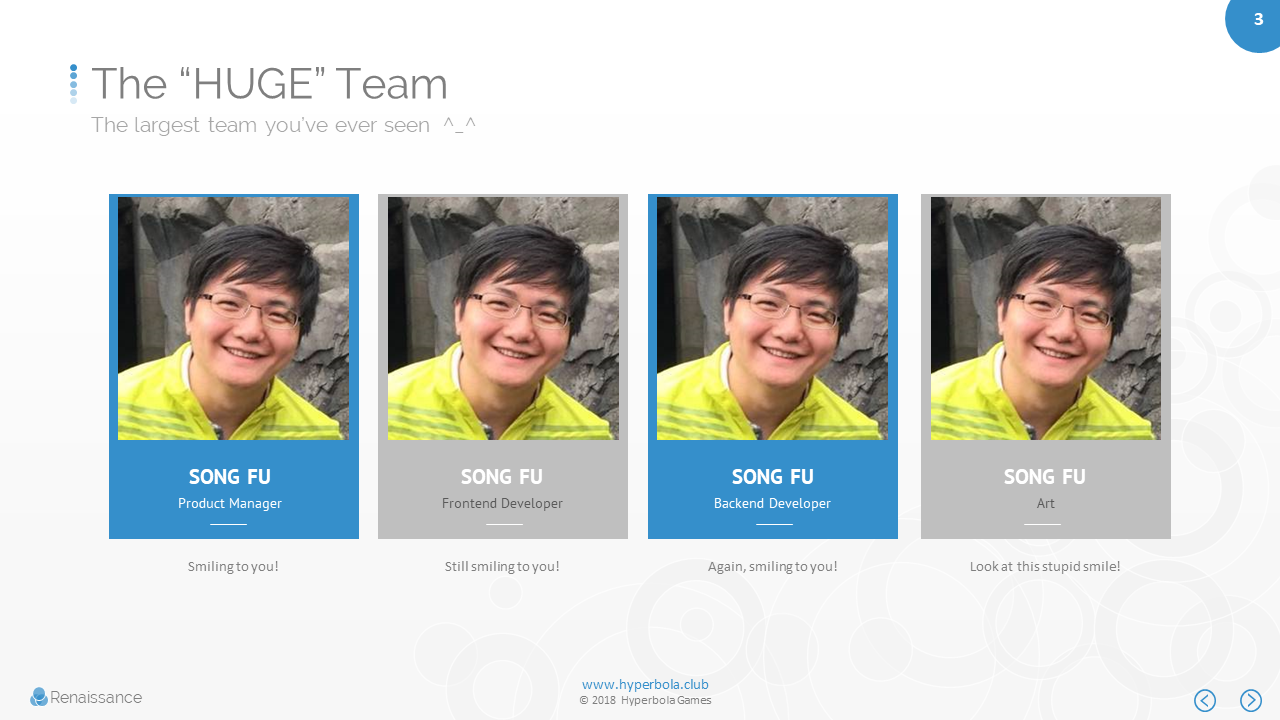 3
The “HUGE” Team
The largest team you’ve ever seen ^_^
SONG FU
Product Manager
Smiling to you!
SONG FU
Frontend Developer
Still smiling to you!
SONG FU
Backend Developer
Again, smiling to you!
SONG FU
Art
Look at this stupid smile!
Renaissance
www.hyperbola.club
© 2018 Hyperbola Games